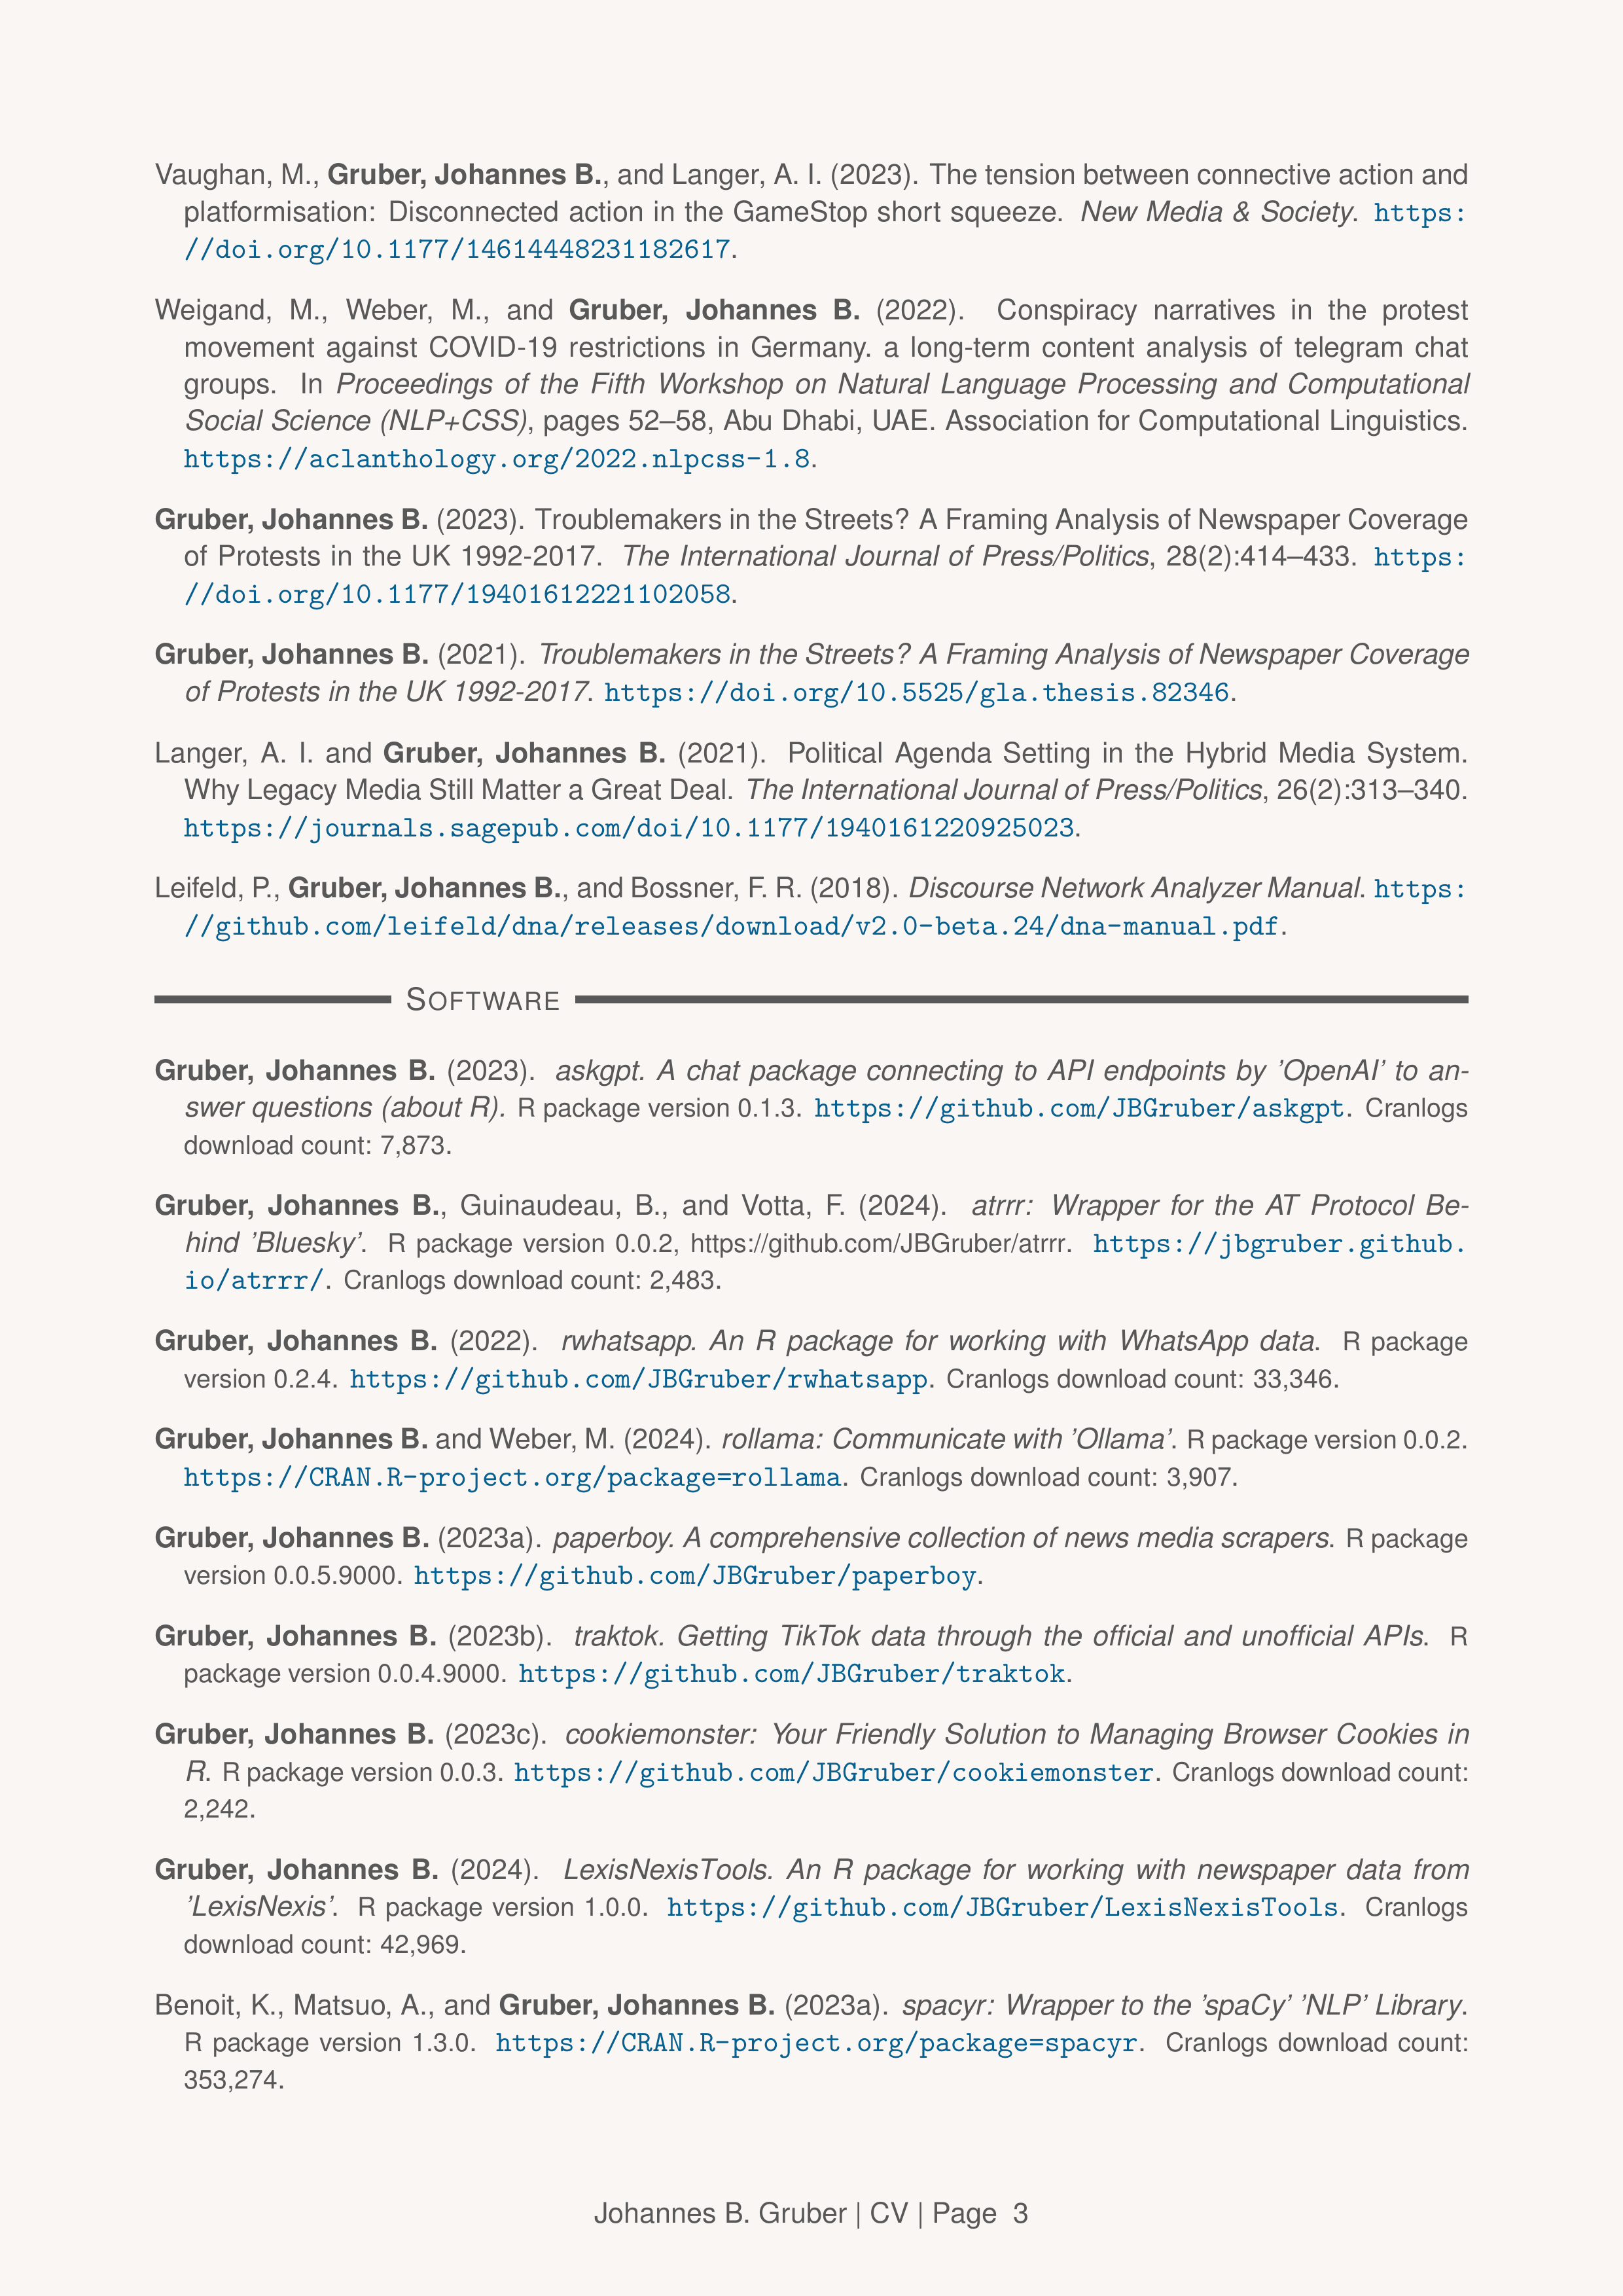 Vaughan, M., Gruber, Johannes B., and Langer, A. I. (2023). The tension between connective action and
platformisation: Disconnected action in the GameStop short squeeze. New Media & Society. https:
//doi.org/10.1177/14614448231182617.
Weigand, M., Weber, M., and Gruber, Johannes B. (2022). Conspiracy narratives in the protest
movement against COVID-19 restrictions in Germany. a long-term content analysis of telegram chat
groups. In Proceedings of the Fifth Workshop on Natural Language Processing and Computational
Social Science (NLP+CSS), pages 52–58, Abu Dhabi, UAE. Association for Computational Linguistics.
https://aclanthology.org/2022.nlpcss-1.8.
Gruber, Johannes B. (2023). Troublemakers in the Streets? A Framing Analysis of Newspaper Coverage
of Protests in the UK 1992-2017. The International Journal of Press/Politics, 28(2):414–433. https:
//doi.org/10.1177/19401612221102058.
Gruber, Johannes B. (2021). Troublemakers in the Streets? A Framing Analysis of Newspaper Coverage
of Protests in the UK 1992-2017. https://doi.org/10.5525/gla.thesis.82346.
Langer, A. I. and Gruber, Johannes B. (2021). Political Agenda Setting in the Hybrid Media System.
Why Legacy Media Still Matter a Great Deal. The International Journal of Press/Politics, 26(2):313–340.
https://journals.sagepub.com/doi/10.1177/1940161220925023.
Leifeld, P., Gruber, Johannes B., and Bossner, F. R. (2018). Discourse Network Analyzer Manual. https:
//github.com/leifeld/dna/releases/download/v2.0-beta.24/dna-manual.pdf.
SOFTWARE
Gruber, Johannes B. (2023). askgpt. A chat package connecting to API endpoints by 'OpenAI' to an-
swer questions (about R). R package version 0.1.3. https://github.com/JBGruber/askgpt. Cranlogs
download count: 7,873.
Gruber, Johannes B., Guinaudeau, B., and Votta, F. (2024). atrrr: Wrapper for the AT Protocol Be-
hind 'Bluesky'. R package version 0.0.2, https://github.com/JBGruber/atrrr. https://jbgruber.github.
io/atrrr/. Cranlogs download count: 2,483.
Gruber, Johannes B. (2022). rwhatsapp. An R package for working with WhatsApp data. R package
version 0.2.4. https://github.com/JBGruber/rwhatsapp. Cranlogs download count: 33,346.
Gruber, Johannes B. and Weber, M. (2024). rollama: Communicate with 'Ollama'. R package version 0.0.2.
https://CRAN.R-project.org/package=rollama. Cranlogs download count: 3,907.
Gruber, Johannes B. (2023a). paperboy. A comprehensive collection of news media scrapers. R package
version 0.0.5.9000. https://github.com/JBGruber/paperboy.
Gruber, Johannes B. (2023b). traktok. Getting TikTok data through the official and unofficial APIs. R
package version 0.0.4.9000. https://github.com/JBGruber/traktok.
Gruber, Johannes B. (2023c). cookiemonster: Your Friendly Solution to Managing Browser Cookies in
R. R package version 0.0.3. https://github.com/JBGruber/cookiemonster. Cranlogs download count:
2,242.
Gruber, Johannes B. (2024). LexisNexisTools. An R package for working with newspaper data from
'LexisNexis'. R package version 1.0.0. https://github.com/JBGruber/LexisNexisTools. Cranlogs
download count: 42,969.
Benoit, K., Matsuo, A., and Gruber, Johannes B. (2023a). spacyr: Wrapper to the 'spaCy' 'NLP' Library.
R package version 1.3.0. https://CRAN.R-project.org/package=spacyr. Cranlogs download count:
353,274.
Johannes B. Gruber | CV | Page 3